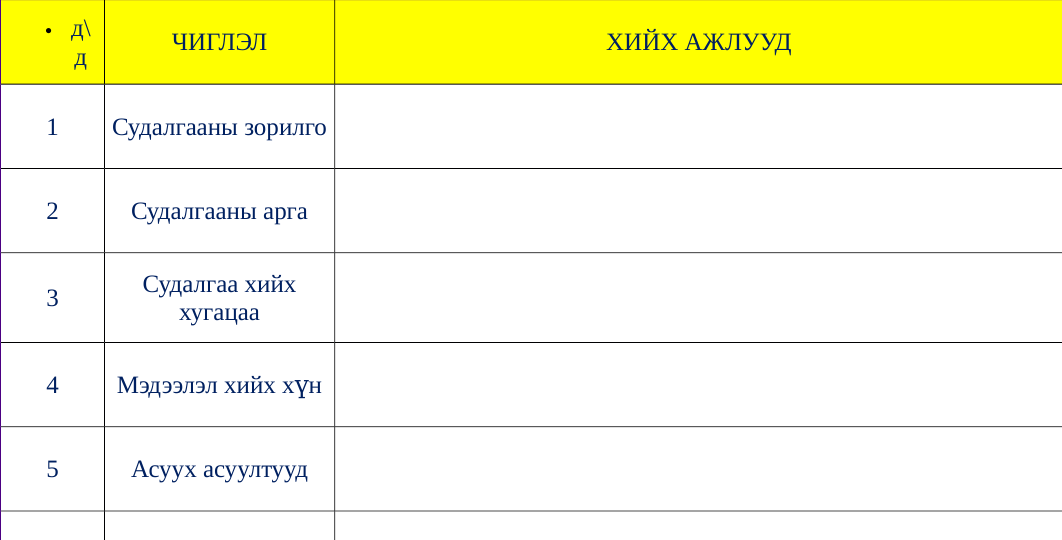 • д\
д
ЧИГЛЭЛ
ХИЙХ АЖЛУУД
1
Судалгааны зорилго
2
Судалгааны арга
3
Судалгаа хийх
хугацаа
4
Мэдээлэл хийх хүн
5
Асуух асуултууд